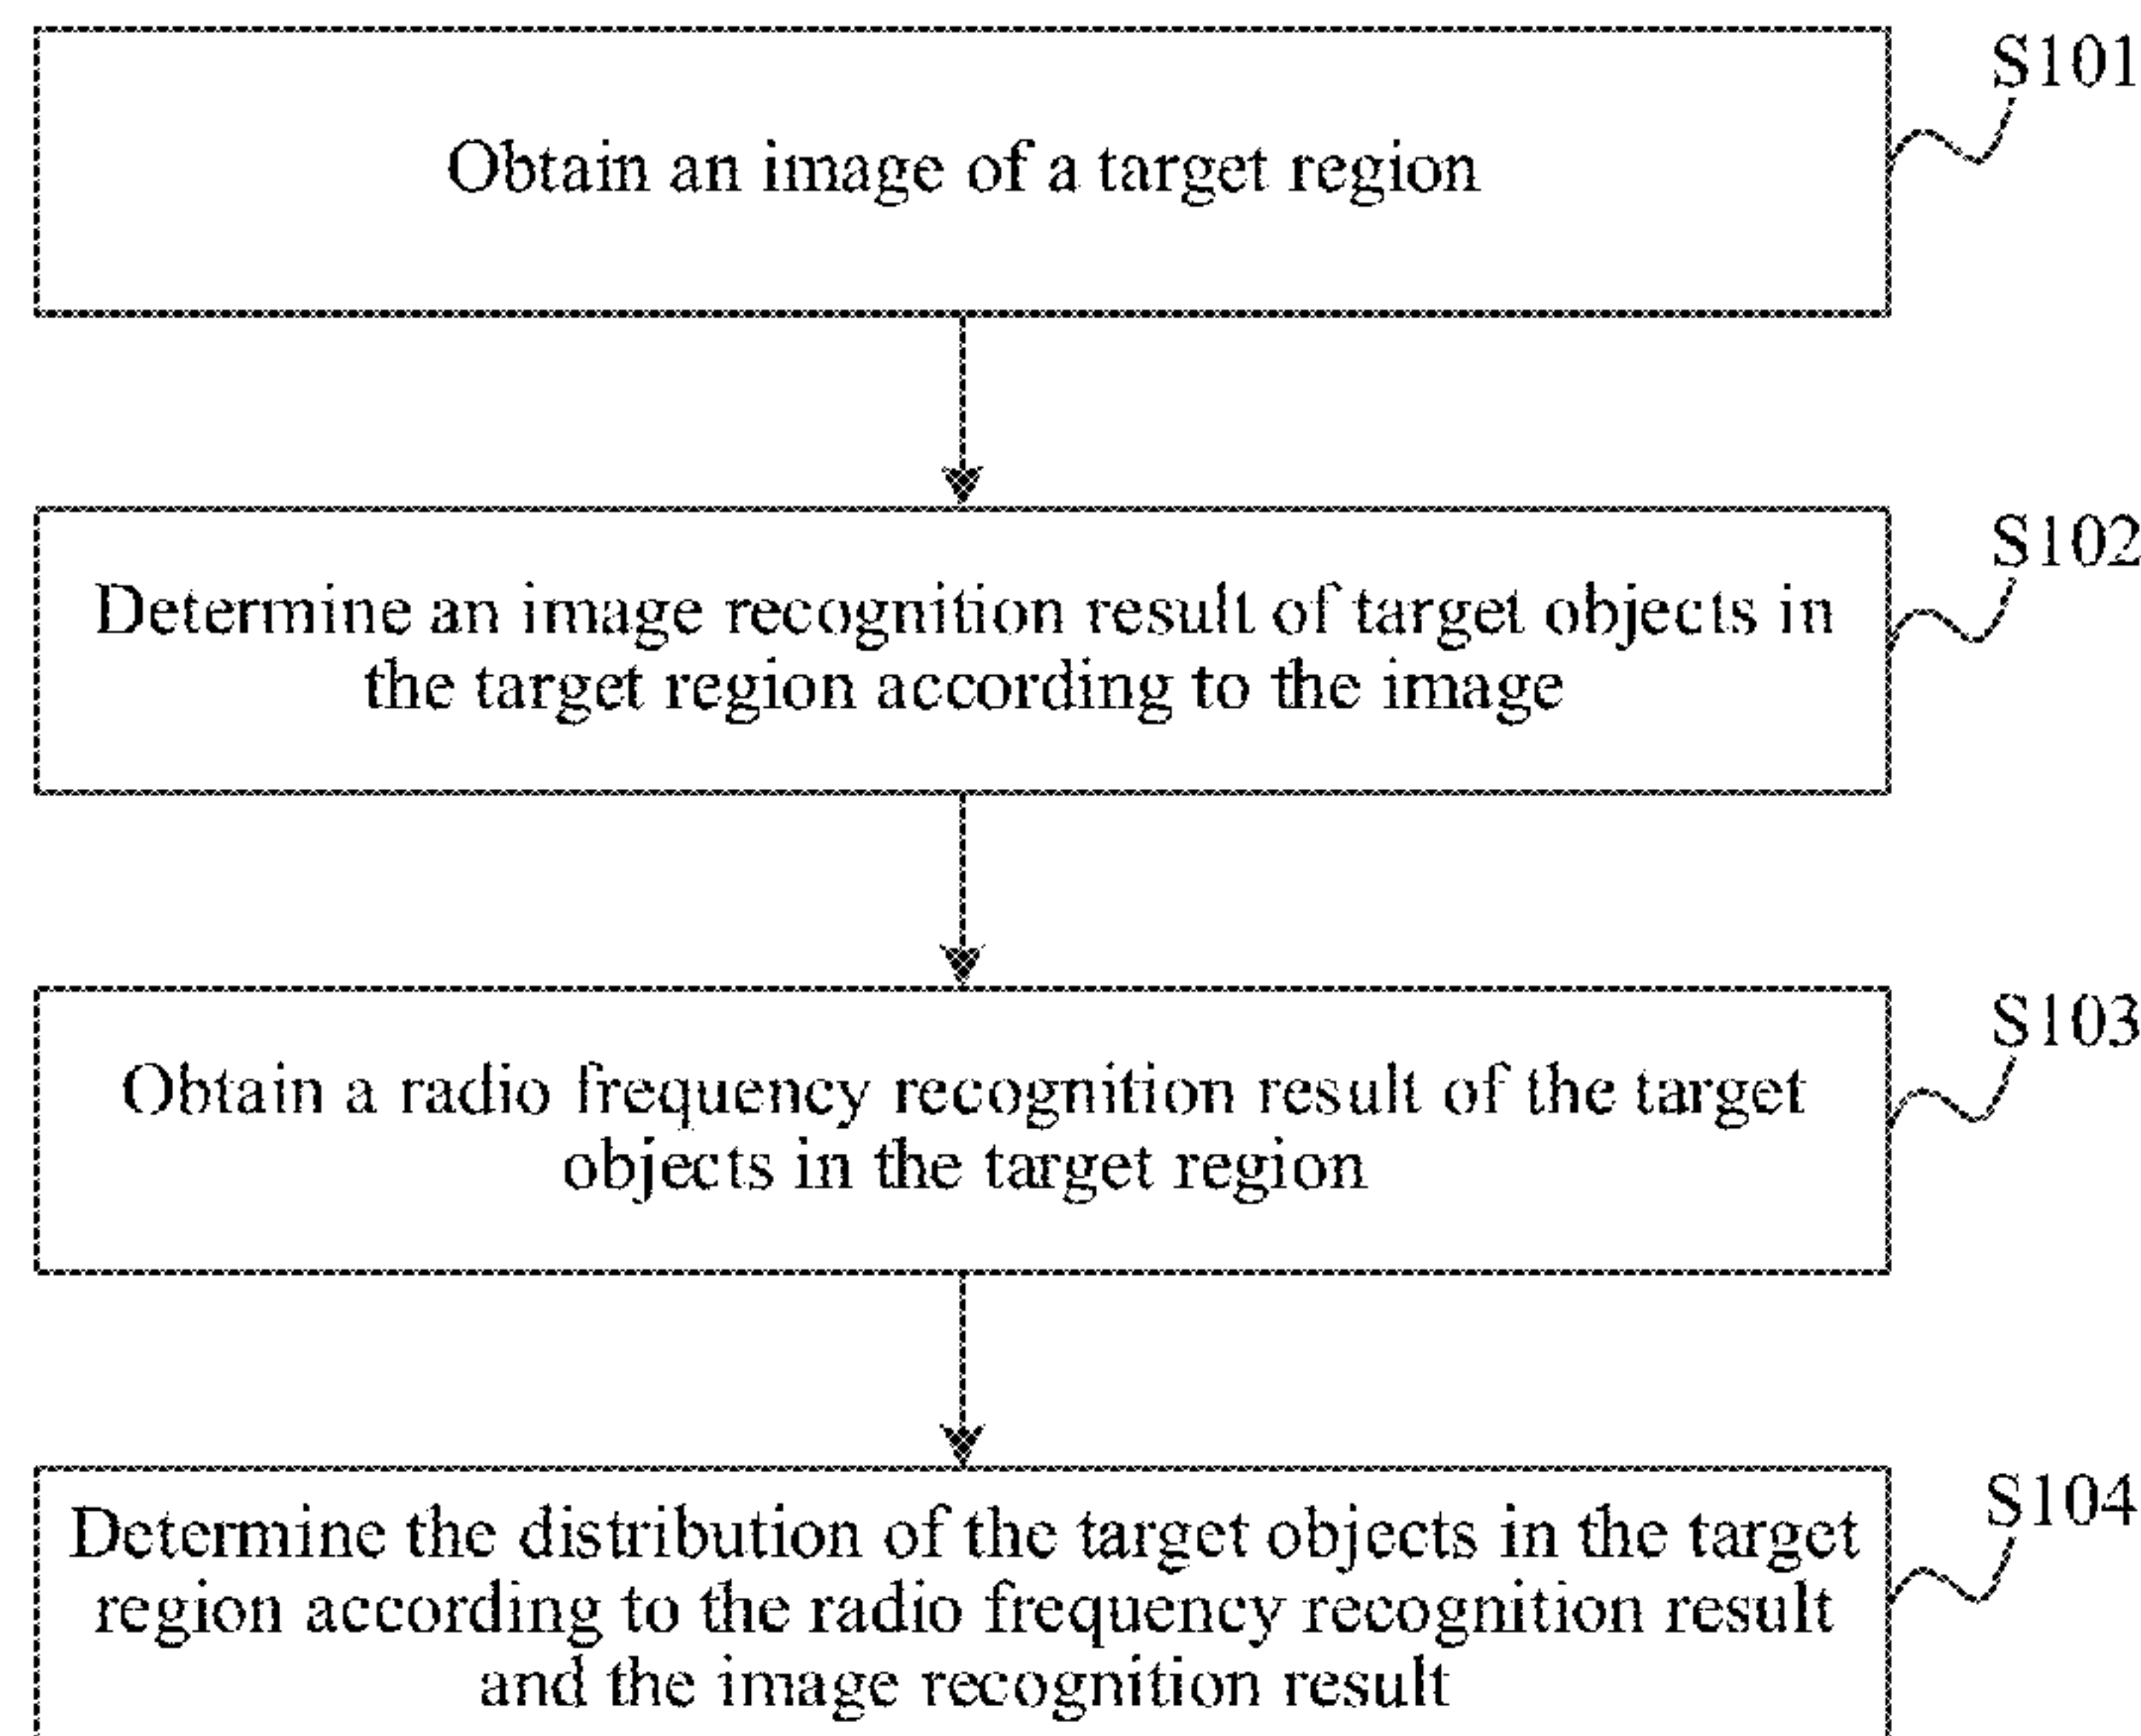 S101
Obtain an image of a target region
S102
Determine an image recognition result of target objects in
the target region according to the image
S103
Obtain a radio frequency recognition result of the target
objects in the target region
S104
Determine the distribution of the target objects in the target
region according to the radio frequency recognition result
and the image recognition result